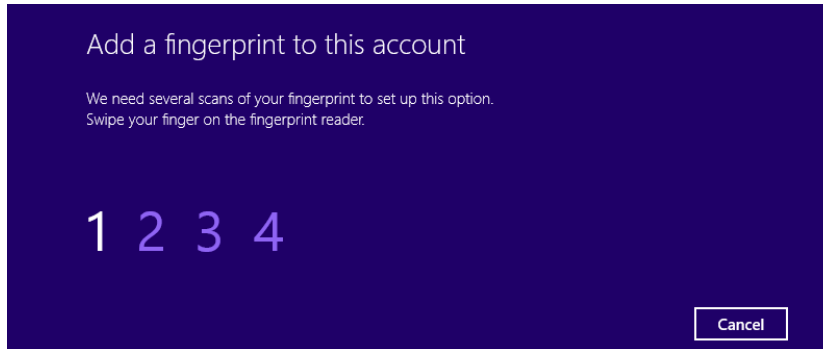 Add a fingerprint to this account
We need several scans of your fingerprint to set up this option.
Swipe your finger on the fingerprint reader.
1 2 3 4
Cancel